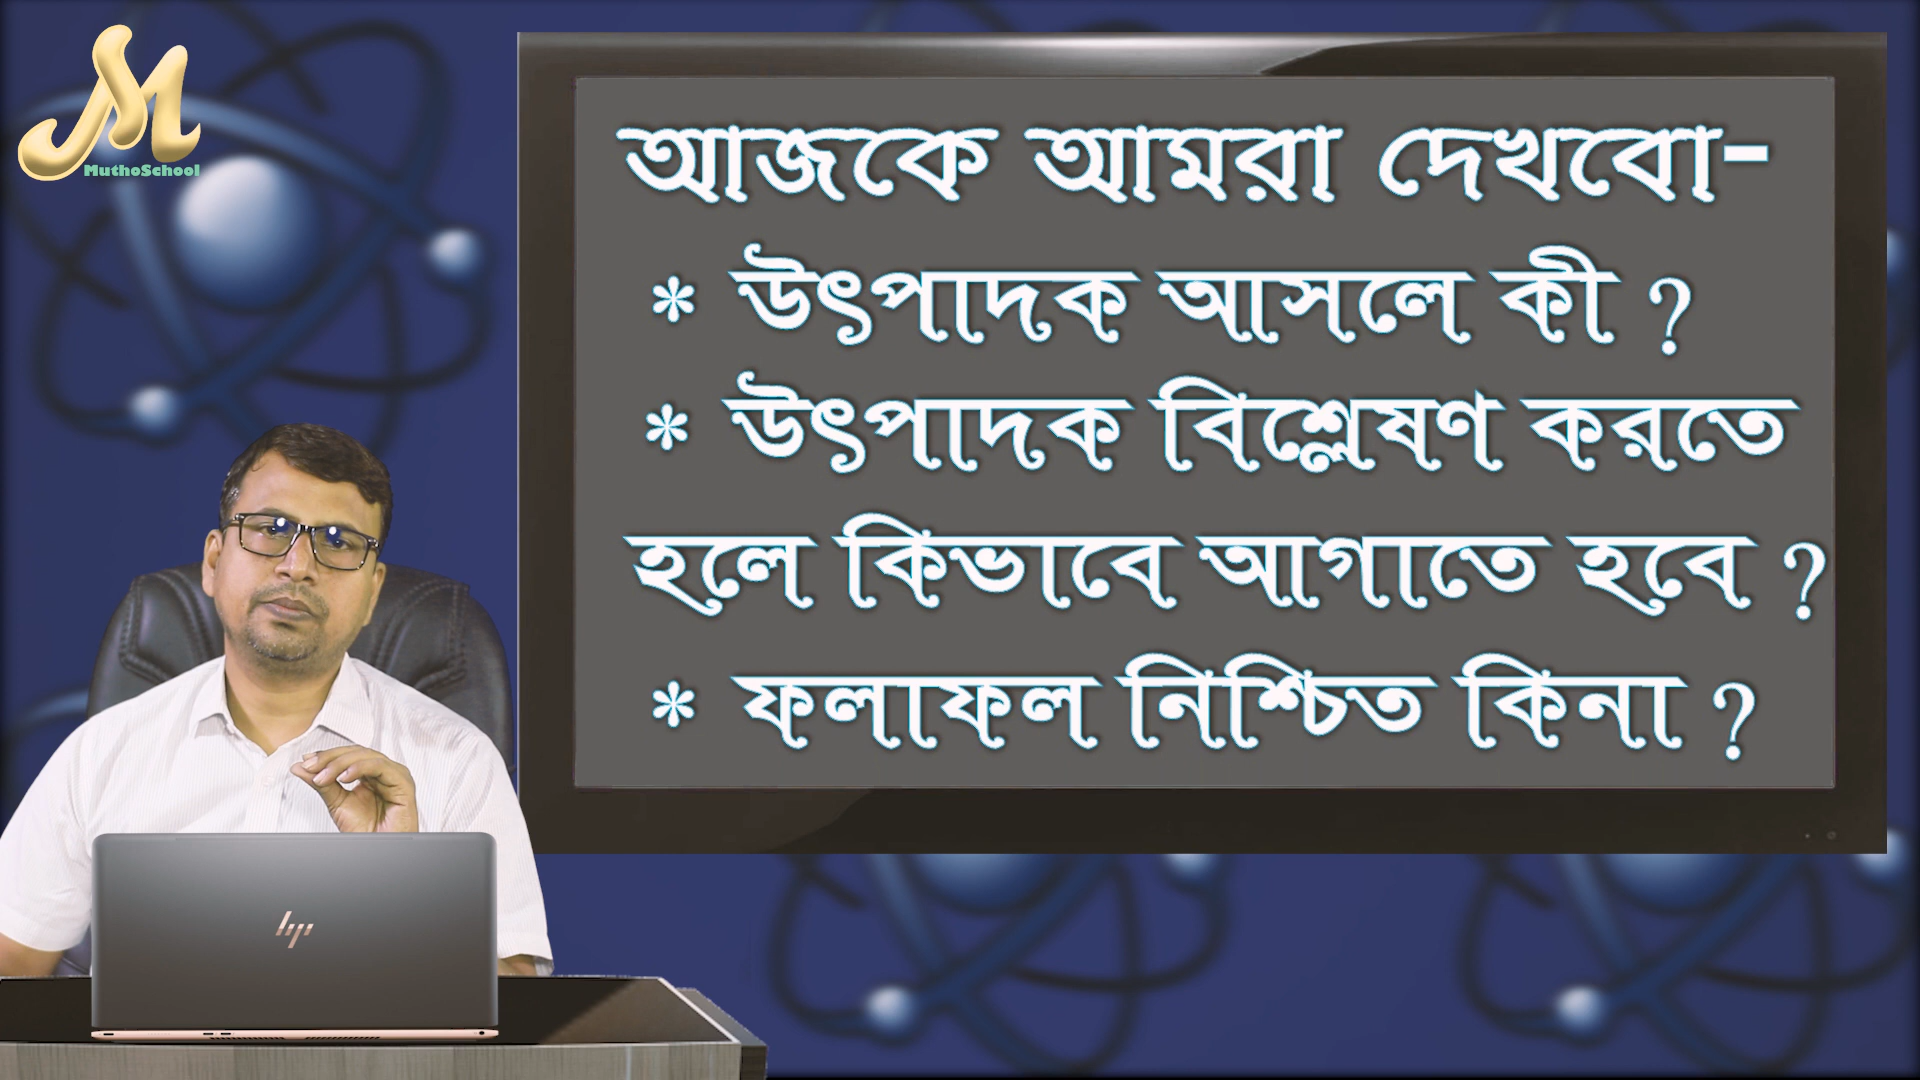 MuthoSchool
আজকে আমরা দেখবো-
* উৎপাদক আসলে কী ?
* উৎপাদক বিশ্লেষণ করতে
হলে কিভাবে আগাতে হবে ?
* ফলাফল নিশ্চিত কিনা ?
hp